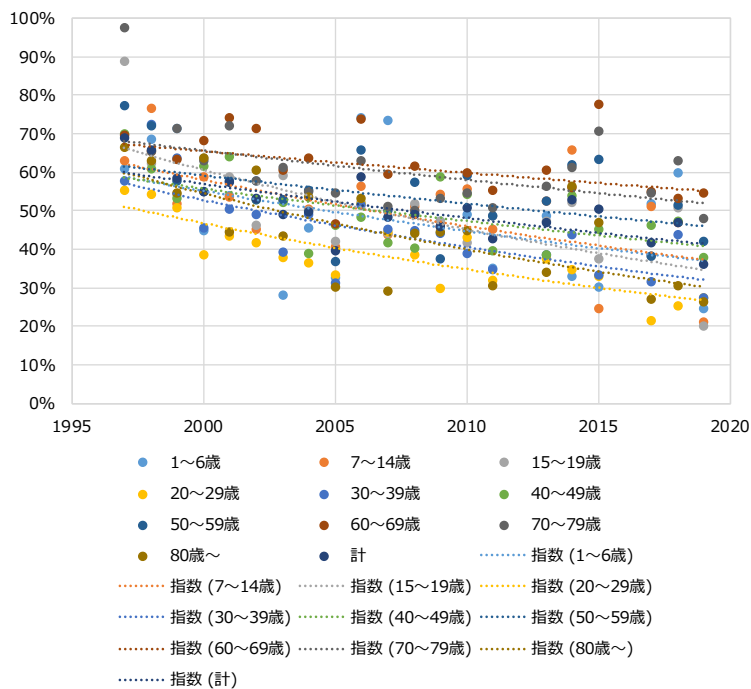 100%
90%
80%
70%
60%
50%
40%
30%
20%
10%
0%
1995 2000 2005 2010 2015 2020
1～6歳 7～14歳 15～19歳
20～29歳 30～39歳 40～49歳
50～59歳 60～69歳 70～79歳
80歳～ 計 指数 (1～6歳)
指数 (7～14歳) 指数 (15～19歳) 指数 (20～29歳)
指数 (30～39歳) 指数 (40～49歳) 指数 (50～59歳)
指数 (60～69歳) 指数 (70～79歳) 指数 (80歳～)
指数 (計)